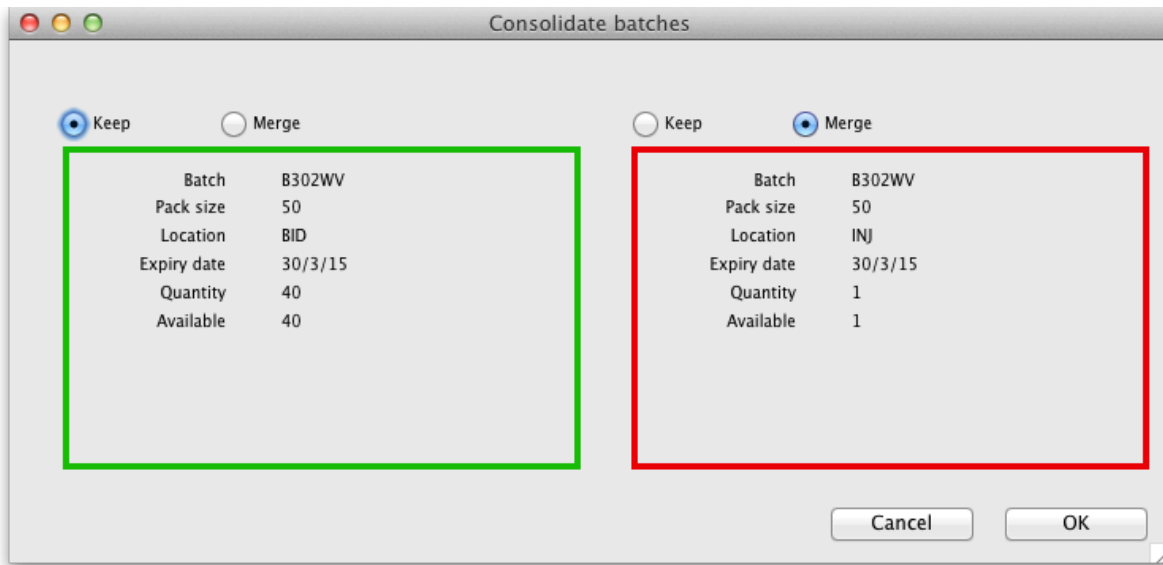 Consolidate batches
Keep Merge
Batch B302WV
Pack size 50
Location BID
Expiry date 30/3/15
Quantity 40
Available 40
Keep Merge
Batch B302WV
Pack size 50
Location INJ
Expiry date 30/3/15
Quantity 1
Available 1
Cancel OK